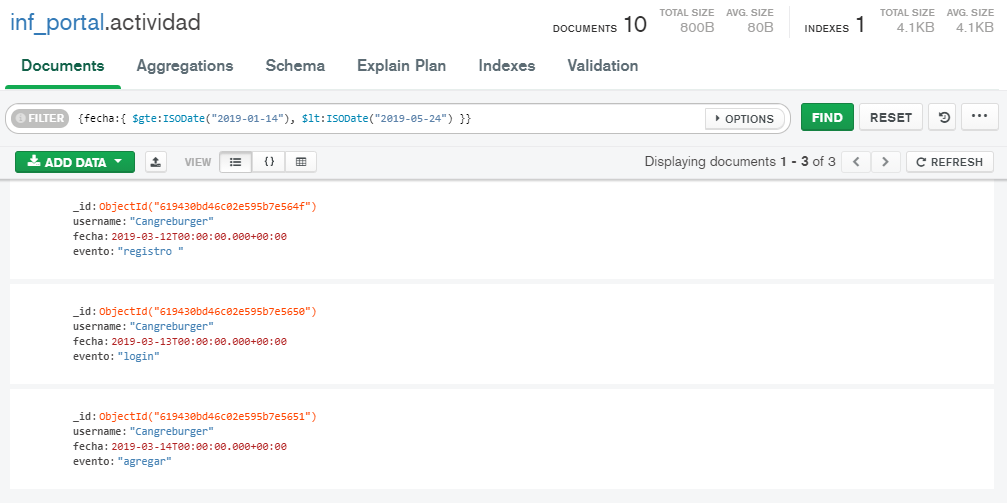 inf_portal.actividad
DOCUMENTS 10 TOTAL SIZE 800B AVG. SIZE 80B INDEXES 1 TOTAL SIZE 4.1KB AVG. SIZE 4.1KB
Documents Aggregations Schema Explain Plan Indexes Validation
FILTER {fecha:{ $gte:ISODate("2019-01-14"), $lt:ISODate("2019-05-24") }} OPTIONS FIND RESET ...
ADD DATA VIEW {} Displaying documents 1 - 3 of 3 < > REFRESH
_id: ObjectId("619430bd46c02e595b7e564f")
username: "Cangreburger"
fecha: 2019-03-12T00:00:00.000+00:00
evento: "registro "
_id: ObjectId("619430bd46c02e595b7e5650")
username: "Cangreburger"
fecha: 2019-03-13T00:00:00.000+00:00
evento: "login"
_id: ObjectId("619430bd46c02e595b7e5651")
username: "Cangreburger"
fecha: 2019-03-14T00:00:00.000+00:00
evento: "agregar"